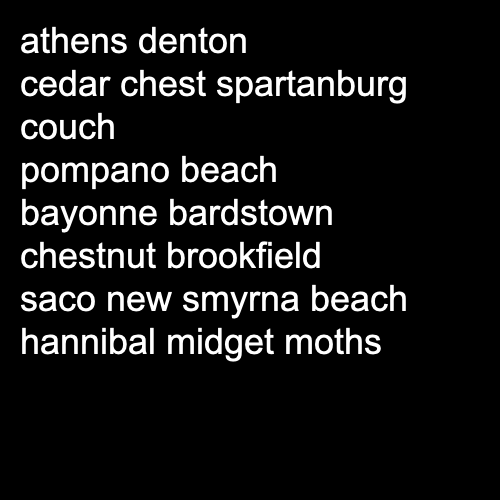 athens denton
cedar chest spartanburg
couch
pompano beach
bayonne bardstown
chestnut brookfield
saco new smyrna beach
hannibal midget moths